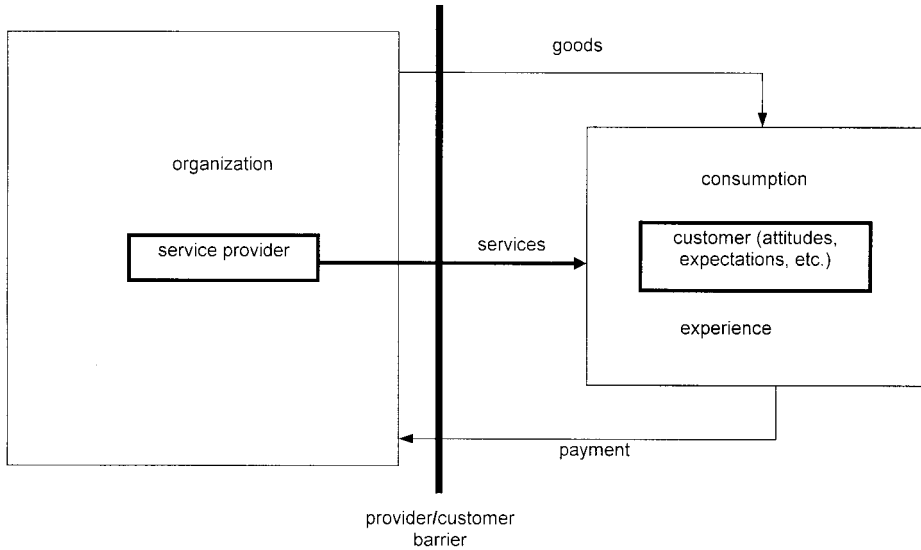 goods
organization
consumption
service provider
services
customer (attitudes,
expectations, etc.)
experience
payment
provider/customer
barrier